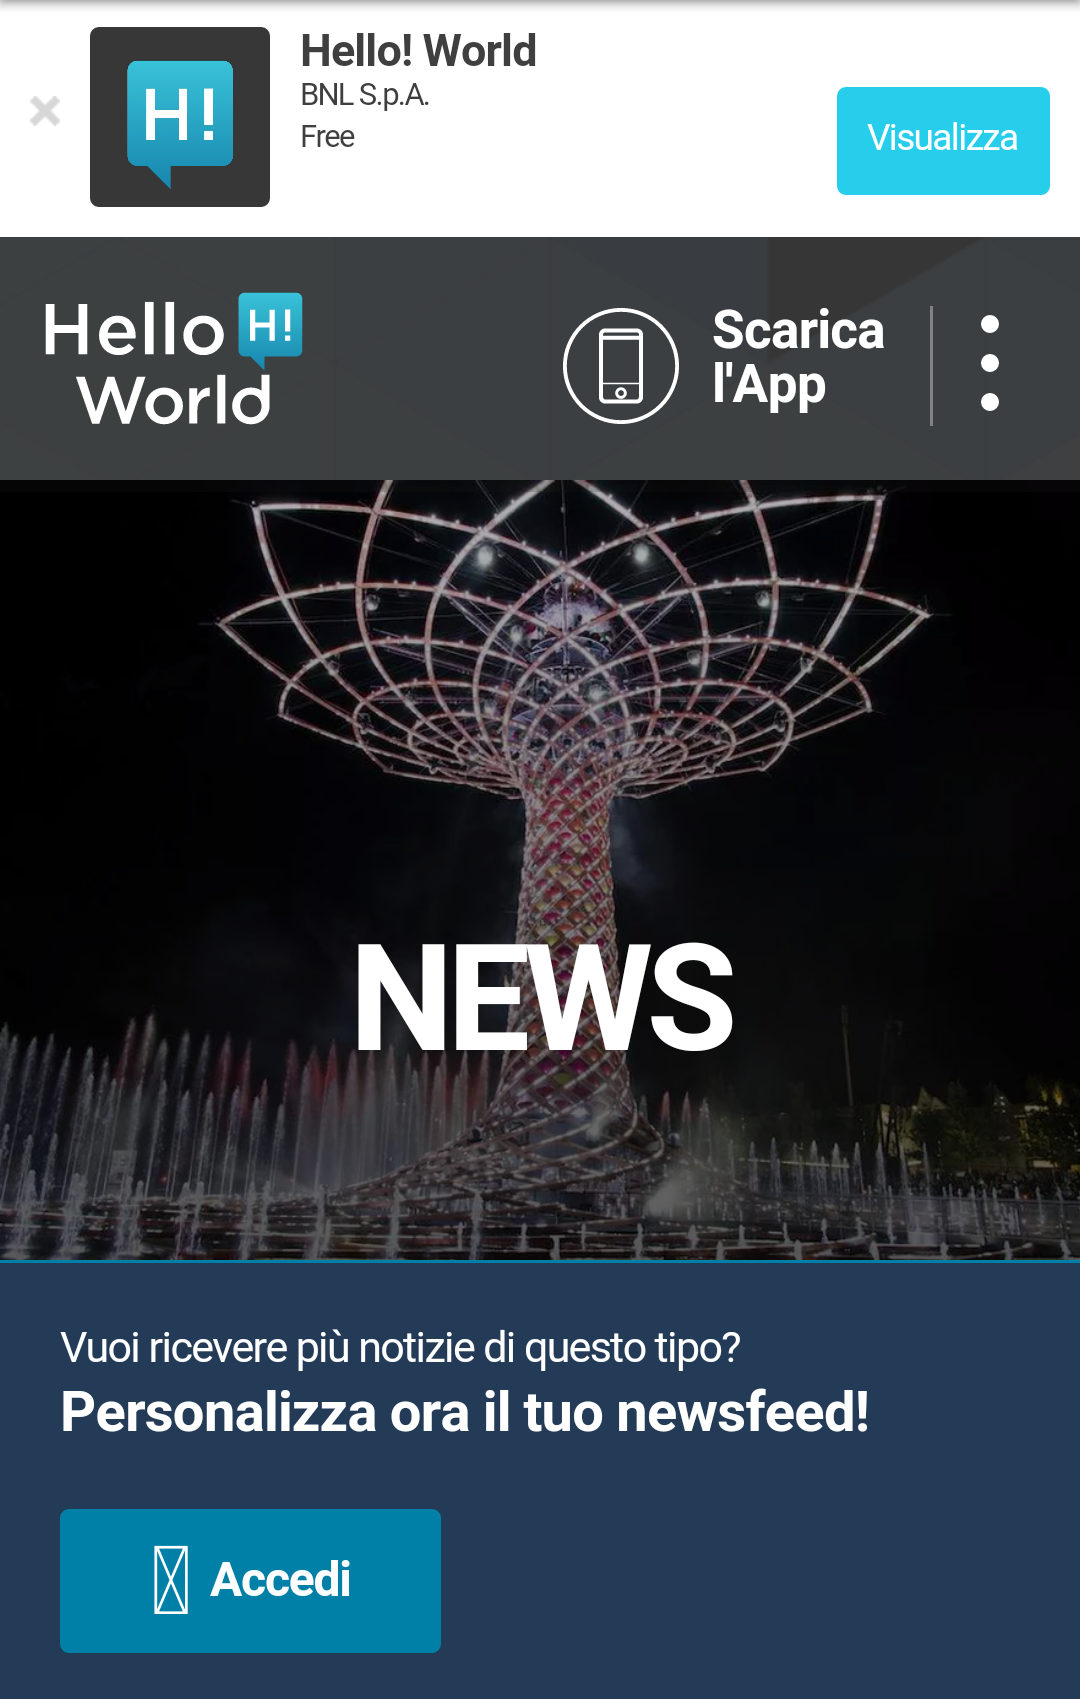 H!
Hello! World
BNL S.p.A.
Free
Visualizza
Hello H!
World
Scarica
l'App
NEWS
Vuoi ricevere più notizie di questo tipo?
Personalizza ora il tuo newsfeed!
Accedi